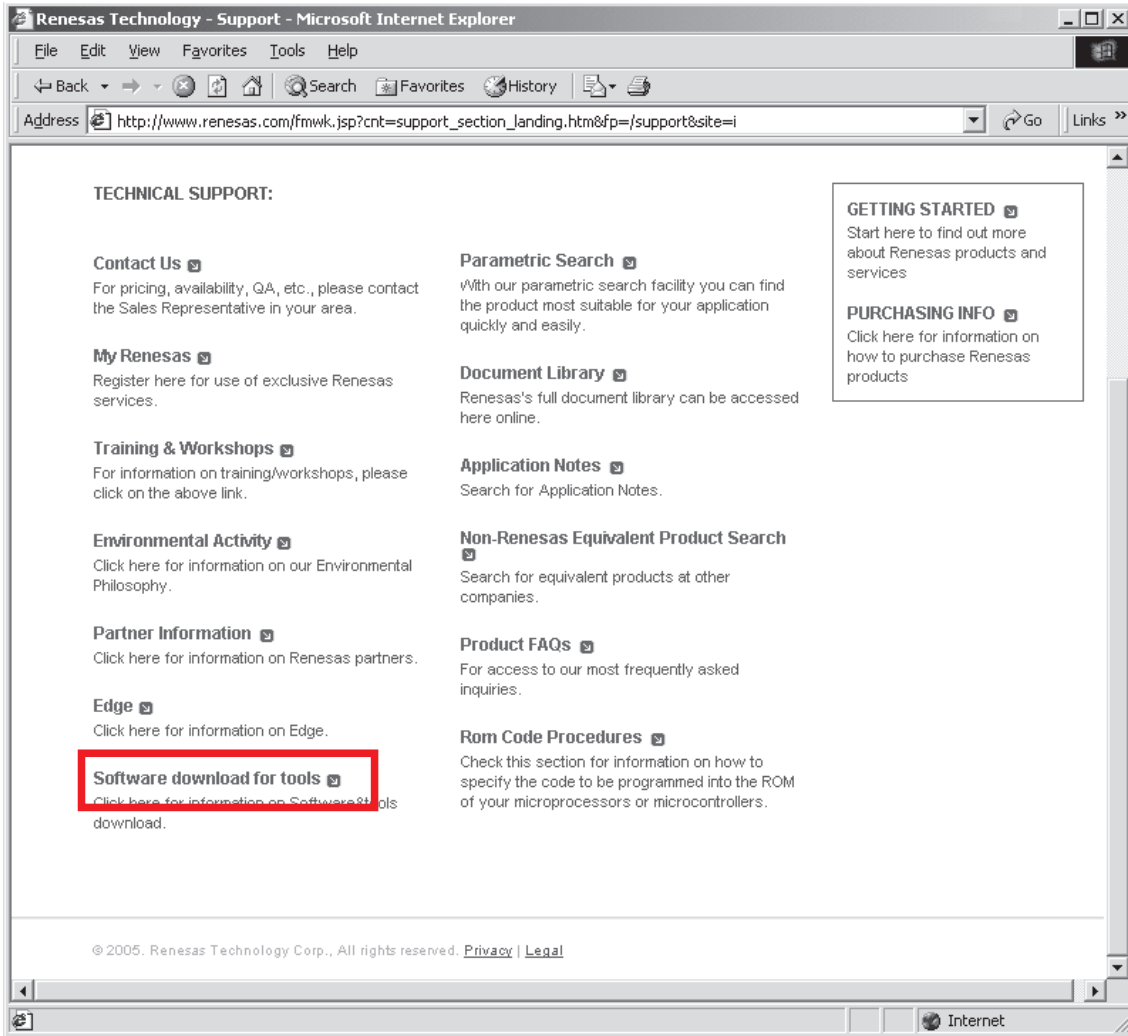 Renesas Technology - Support - Microsoft Internet Explorer
File Edit View Favorites Tools Help
Back Search Favorites History
Address http://www.renesas.com/fmwk.jsp?cnt=support_section_landing.htm&fp=/support&site=i Go Links »
TECHNICAL SUPPORT:
Contact Us
For pricing, availability, QA, etc., please contact
the Sales Representative in your area.
My Renesas
Register here for use of exclusive Renesas
services.
Training & Workshops
For information on training/workshops, please
click on the above link.
Environmental Activity
Click here for information on our Environmental
Philosophy.
Partner Information
Click here for information on Renesas partners.
Edge
Click here for information on Edge.
Software download for tools
Click here for information on Software&tools
download.
Parametric Search
With our parametric search facility you can find
the product most suitable for your application
quickly and easily.
Document Library
Renesas's full document library can be accessed
here online.
Application Notes
Search for Application Notes.
Non-Renesas Equivalent Product Search
Search for equivalent products at other
companies.
Product FAQs
For access to our most frequently asked
inquiries.
Rom Code Procedures
Check this section for information on how to
specify the code to be programmed into the ROM
of your microprocessors or microcontrollers.
GETTING STARTED
Start here to find out more
about Renesas products and
services
PURCHASING INFO
Click here for information on
how to purchase Renesas
products
© 2005. Renesas Technology Corp., All rights reserved. Privacy | Legal
Internet